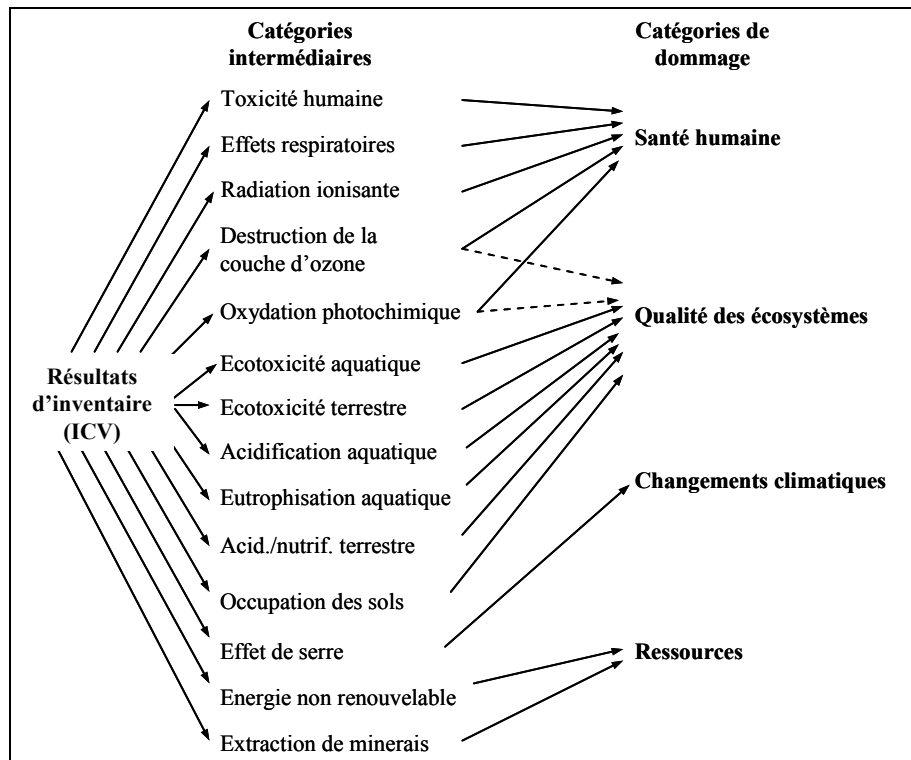 Catégories
intermédiaires
Catégories de
dommage
Toxicité humaine
Effets respiratoires
Radiation ionisante
Destruction de la
couche d'ozone
Oxydation photochimique
Ecotoxicité aquatique
Ecotoxicité terrestre
Acidification aquatique
Eutrophisation aquatique
Acid./nutrif. terrestre
Occupation des sols
Effet de serre
Energie non renouvelable
Extraction de minerais
Résultats
d'inventaire
(ICV)
Santé humaine
Qualité des écosystèmes
Changements climatiques
Ressources